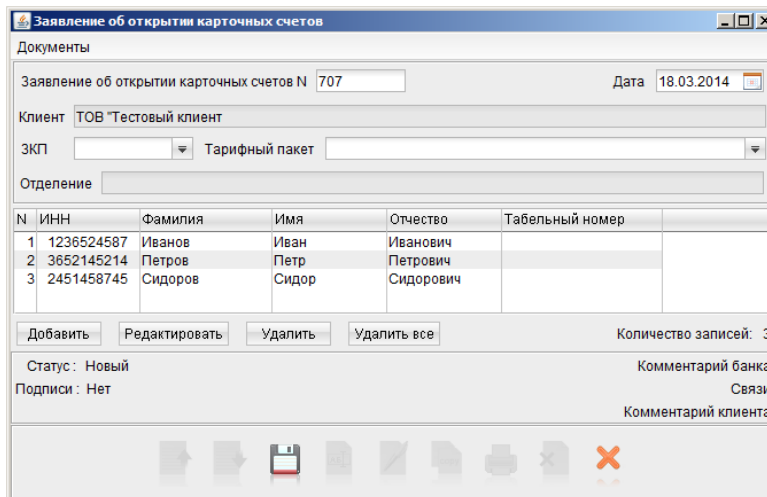 Заявление об открытии карточных счетов
Документы
Заявление об открытии карточных счетов N 707 Дата 18.03.2014
Клиент ТОВ "Тестовый клиент
ЗКП Тарифный пакет
Отделение
N ИНН Фамилия Имя Отчество Табельный номер
1 1236524587 Иванов Иван Иванович
2 3652145214 Петров Петр Петрович
3 2451458745 Сидоров Сидор Сидорович
Добавить Редактировать Удалить Удалить все Количество записей: 3
Статус : Новый Комментарий банка
Подписи : Нет Связи
Комментарий клиента